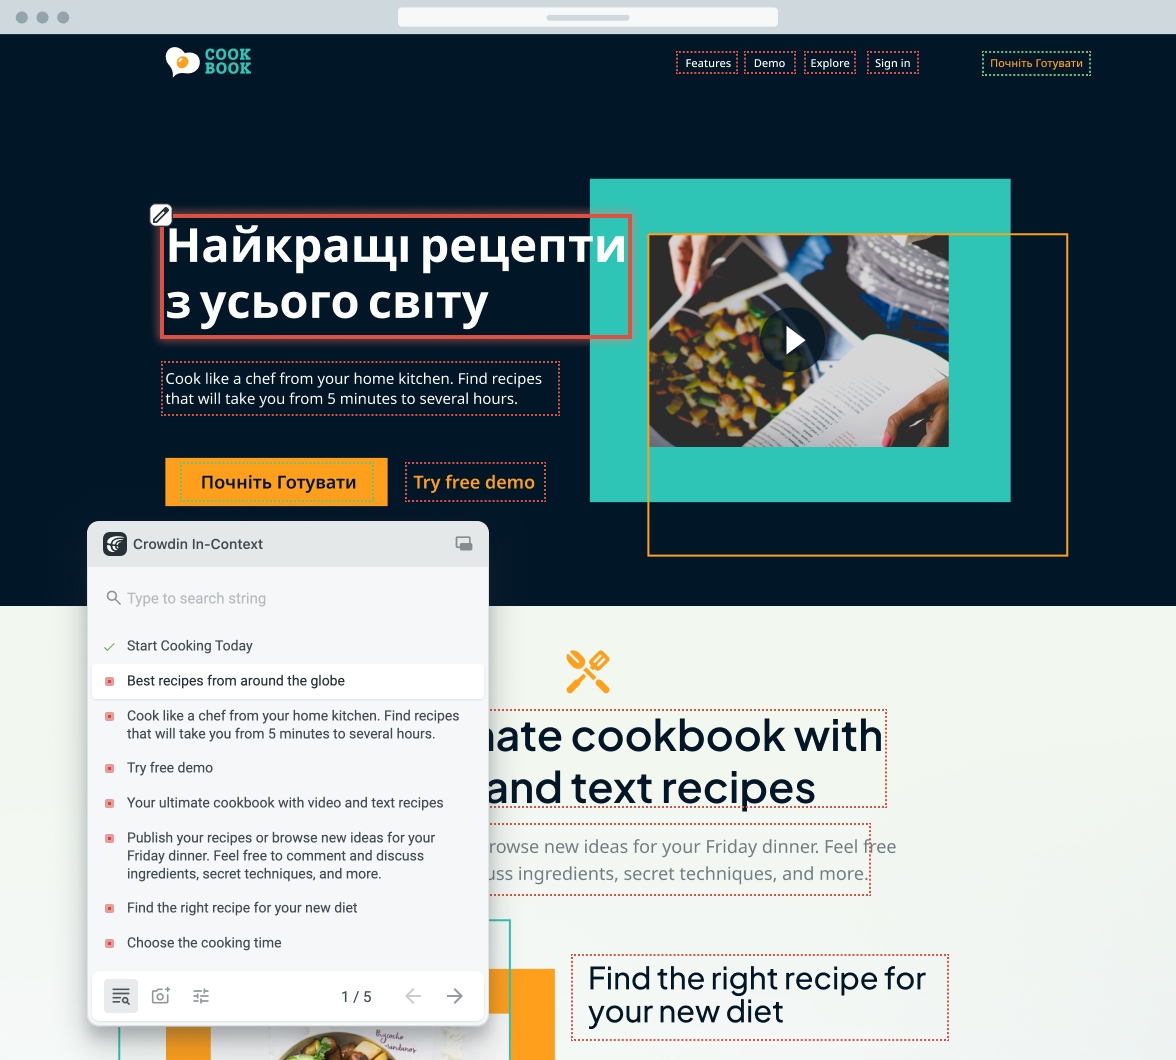 COOK
BOOK
Features
Demo
Explore
Sign in
Почніть Готувати
Найкращі рецепти
з усього світу
Cook like a chef from your home kitchen. Find recipes
that will take you from 5 minutes to several hours.
Почніть Готувати
Try free demo
Crowdin In-Context
Type to search string
Start Cooking Today
Best recipes from around the globe
Cook like a chef from your home kitchen. Find recipes
that will take you from 5 minutes to several hours.
Try free demo
Your ultimate cookbook with video and text recipes
Publish your recipes or browse new ideas for your
Friday dinner. Feel free to comment and discuss
ingredients, secret techniques, and more.
Find the right recipe for your new diet
Choose the cooking time
1 / 5
nate cookbook with
and text recipes
rowse new ideas for your Friday dinner. Feel free
uss ingredients, secret techniques, and more.
Find the right recipe for
your new diet